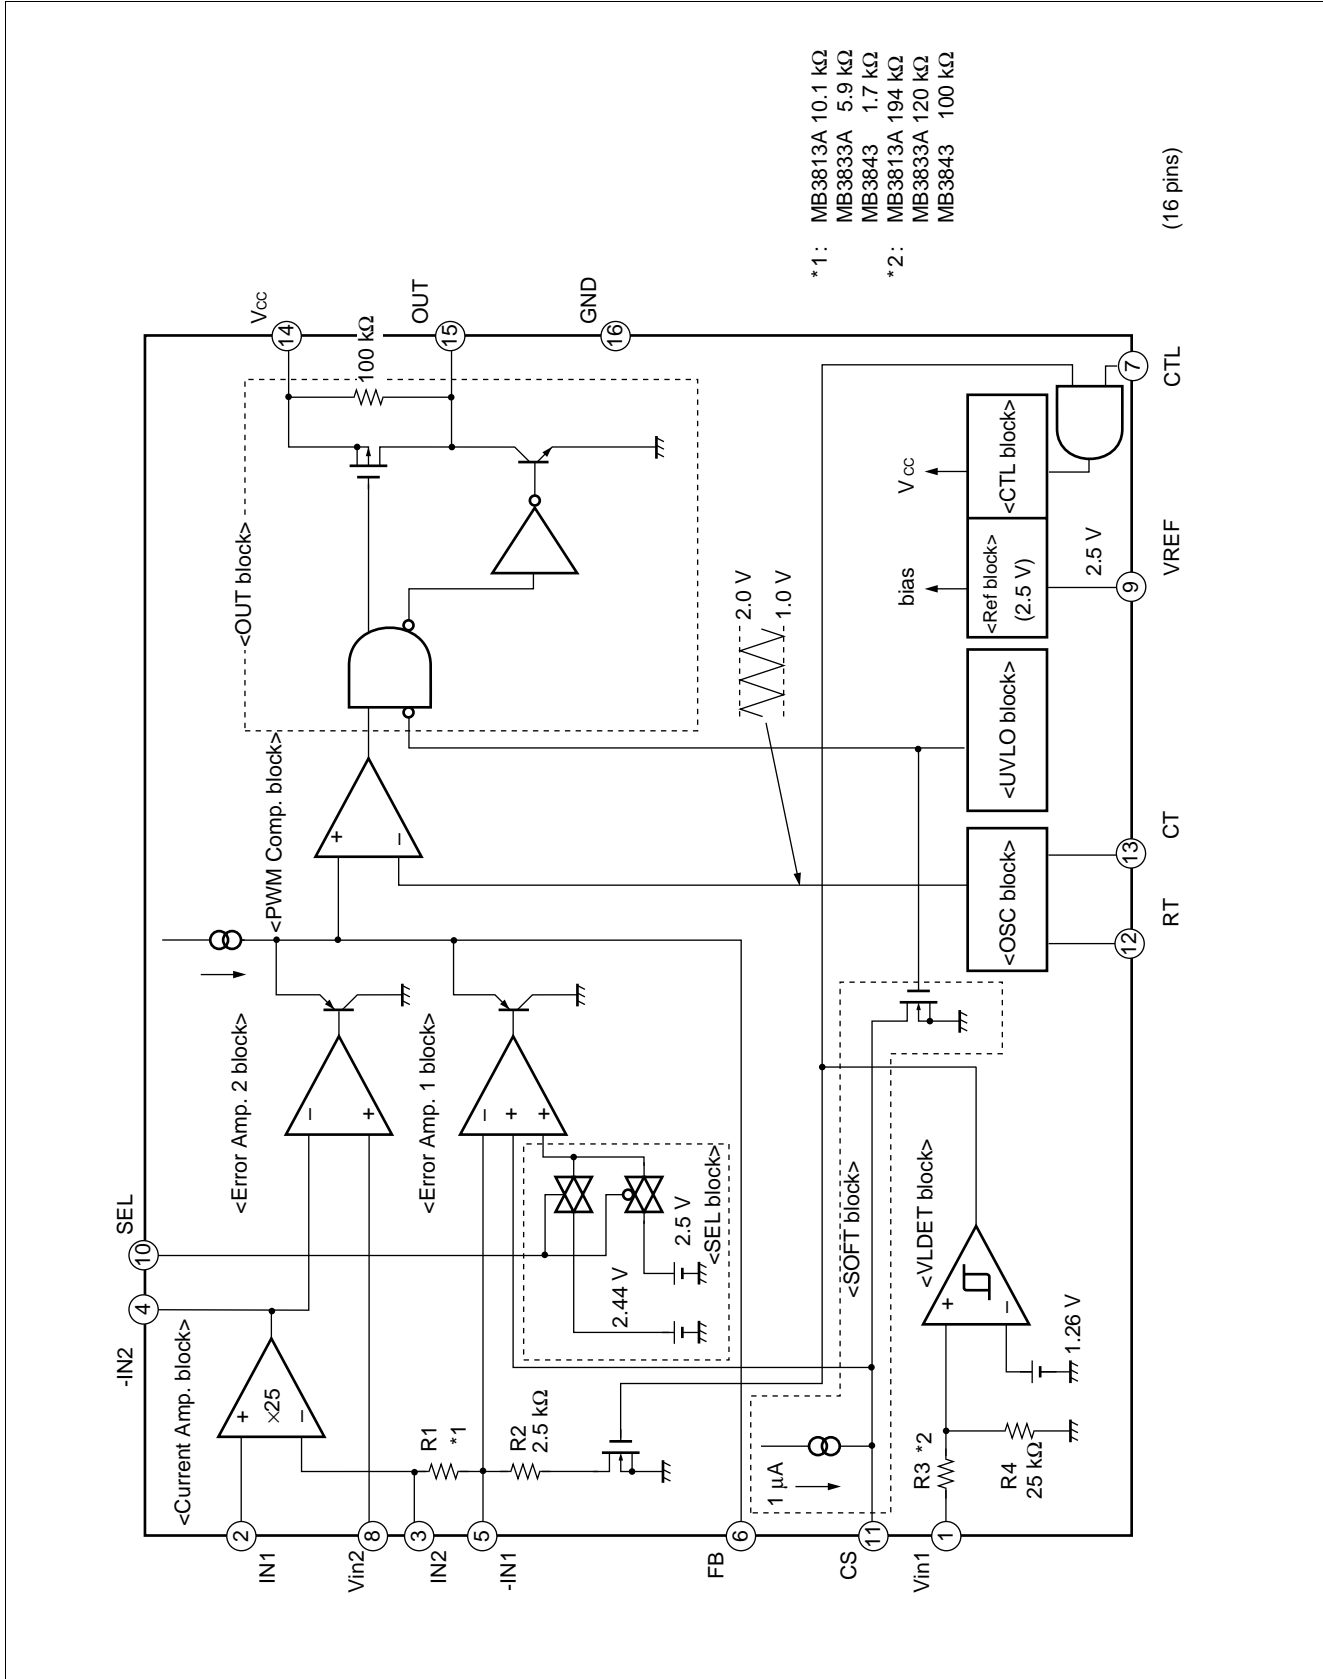 -IN2
4
SEL
10
<Current Amp. block>
+
×25
–
<Error Amp. 2 block>
–
+
<Error Amp. 1 block>
–
+
+
<PWM Comp. block>
+
–
<OUT block>
VCC
14
100 kΩ
OUT
15
GND
16
IN1
2
Vin2
8
IN2
3
-IN1
5
R1
*1
R2
2.5 kΩ
2.44 V
2.5 V
<SEL block>
FB
6
2.0 V
1.0 V
1 µA
<SOFT block>
CS
11
Vin1
1
R3 *2
R4
25 kΩ
<VLDET block>
+
–
1.26 V
<OSC block>
<UVLO block>
bias
<Ref block>
(2.5 V)
VCC
<CTL block>
2.5 V
12
RT
13
CT
9
VREF
7
CTL
*1 : MB3813A 10.1 kΩ
MB3833A 5.9 kΩ
MB3843 1.7 kΩ
*2 : MB3813A 194 kΩ
MB3833A 120 kΩ
MB3843 100 kΩ
(16 pins)